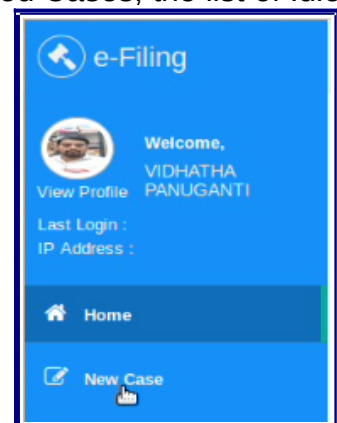 e-Filing
Welcome,
VIDHATHA
View Profile PANUGANTI
Last Login :
IP Address :
Home
New Case